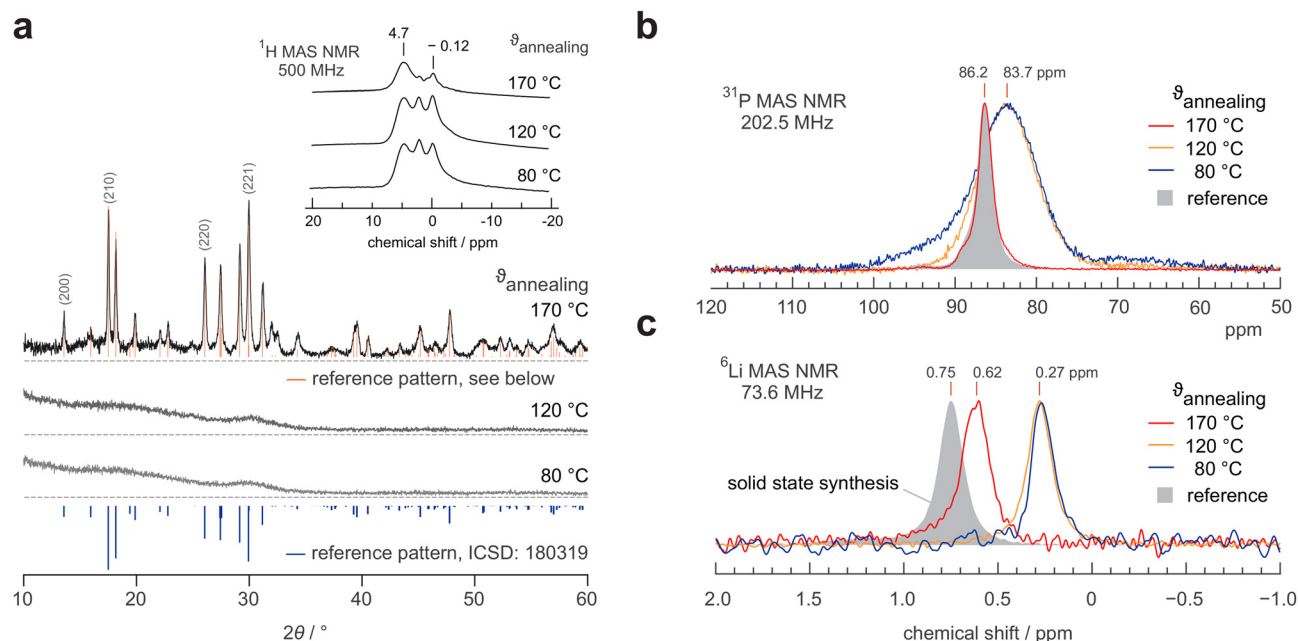 a
¹H MAS NMR
500 MHz
4.7
− 0.12
ϑannealing
170 °C
120 °C
80 °C
20
10
0
-10
-20
chemical shift / ppm
(200)
(210)
(220)
(221)
ϑannealing
170 °C
reference pattern, see below
120 °C
80 °C
reference pattern, ICSD: 180319
10
20
30
40
50
60
2θ / °
b
³¹P MAS NMR
202.5 MHz
86.2
83.7 ppm
ϑannealing
170 °C
120 °C
80 °C
reference
120
110
100
90
80
70
60
50
ppm
c
⁶Li MAS NMR
73.6 MHz
0.75
0.62
0.27 ppm
ϑannealing
170 °C
120 °C
80 °C
reference
solid state synthesis
2.0
1.5
1.0
0.5
0
−0.5
−1.0
chemical shift / ppm